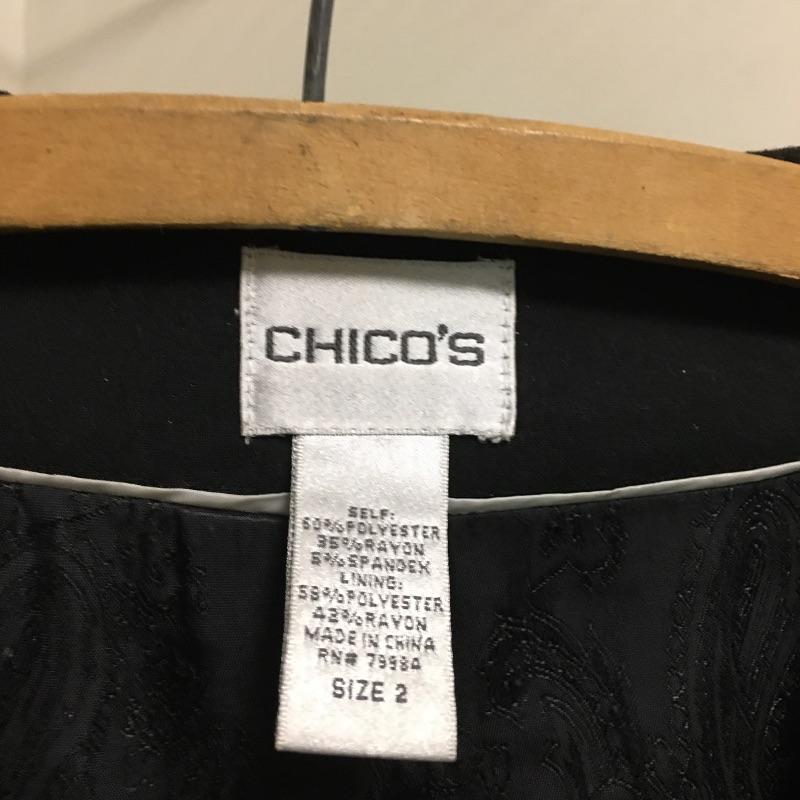 CHICO'S
SELF:
60%POLYESTER
35%RAYON
5%SPANDEX
LINING:
58%POLYESTER
42%RAYON
MADE IN CHINA
RN# 79984
SIZE 2